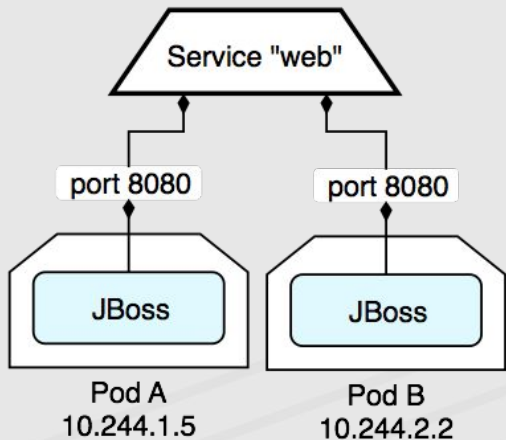 Service "web"
port 8080
port 8080
JBoss
JBoss
Pod A
10.244.1.5
Pod B
10.244.2.2